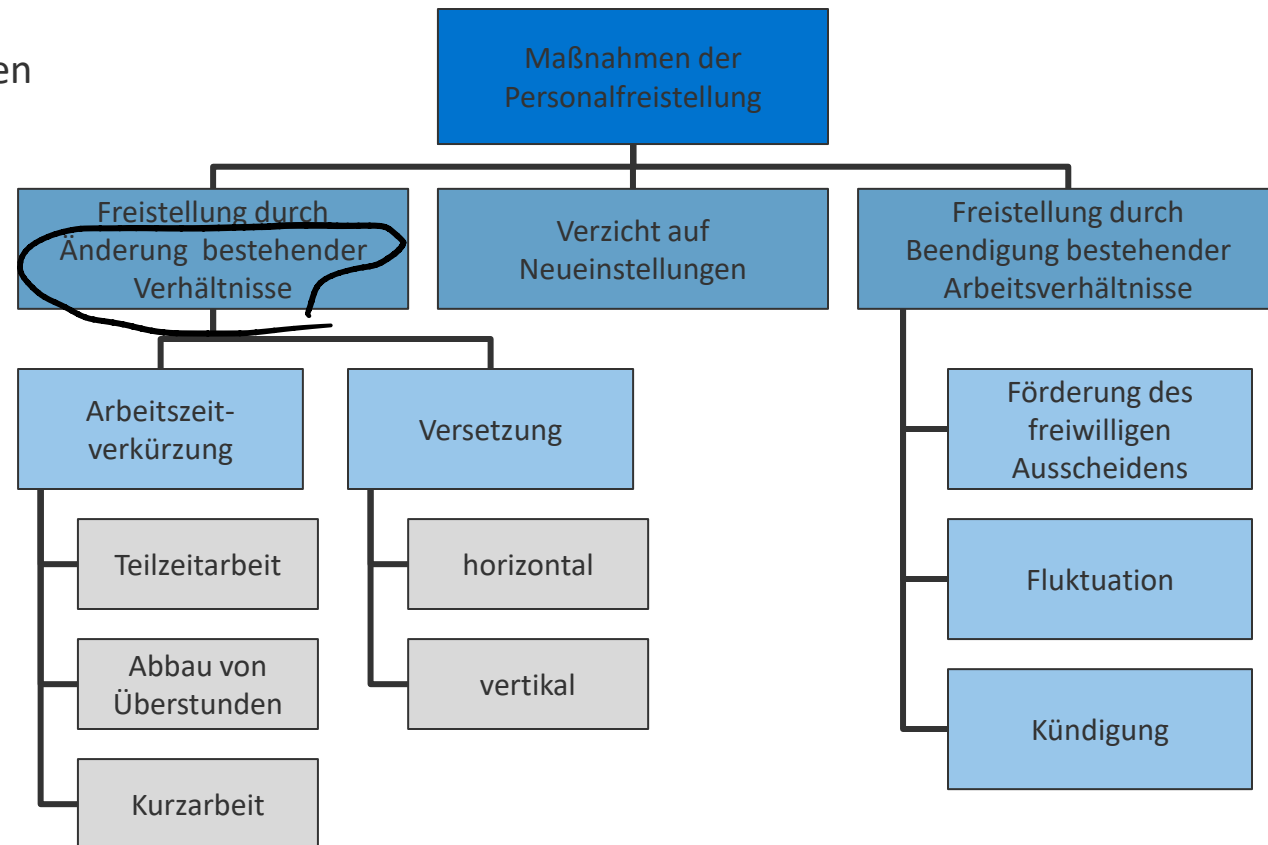 en
Maßnahmen der
Personalfreistellung
Freistellung durch
Änderung bestehender
Verhältnisse
Verzicht auf
Neueinstellungen
Freistellung durch
Beendigung bestehender
Arbeitsverhältnisse
Arbeitszeit-
verkürzung
Versetzung
Förderung des
freiwilligen
Ausscheidens
Teilzeitarbeit
horizontal
Fluktuation
Abbau von
Überstunden
vertikal
Kündigung
Kurzarbeit